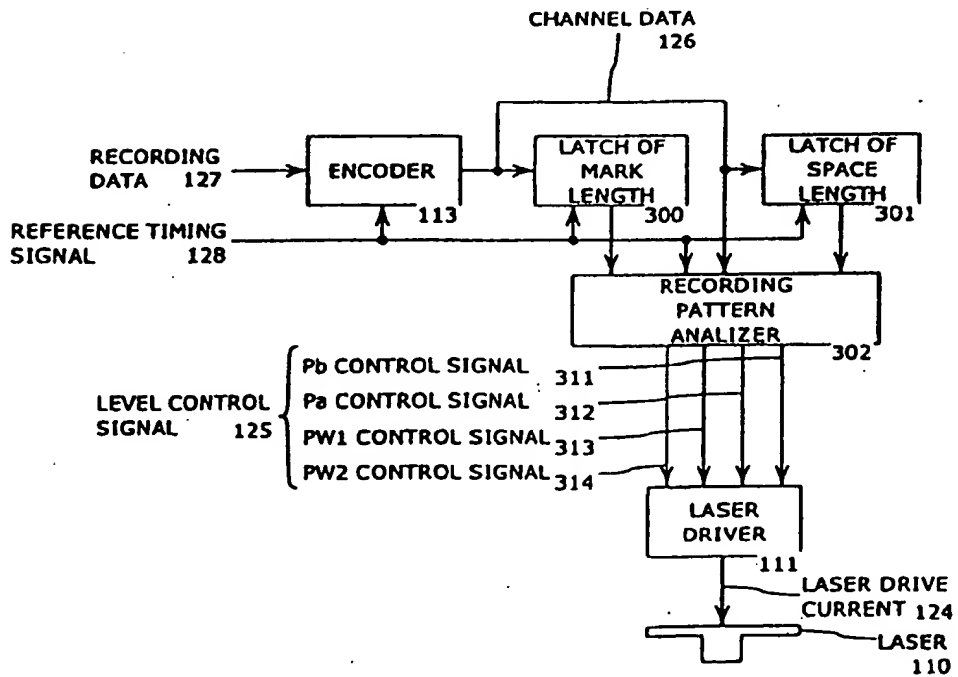 CHANNEL DATA
126
RECORDING
DATA 127
ENCODER
113
LATCH OF
MARK
LENGTH
300
LATCH OF
SPACE
LENGTH
301
REFERENCE TIMING
SIGNAL 128
RECORDING
PATTERN
ANALIZER
302
LEVEL CONTROL
SIGNAL 125
Pb CONTROL SIGNAL 311
Pa CONTROL SIGNAL 312
PW1 CONTROL SIGNAL 313
PW2 CONTROL SIGNAL 314
LASER
DRIVER
111
LASER DRIVE
CURRENT 124
LASER
110